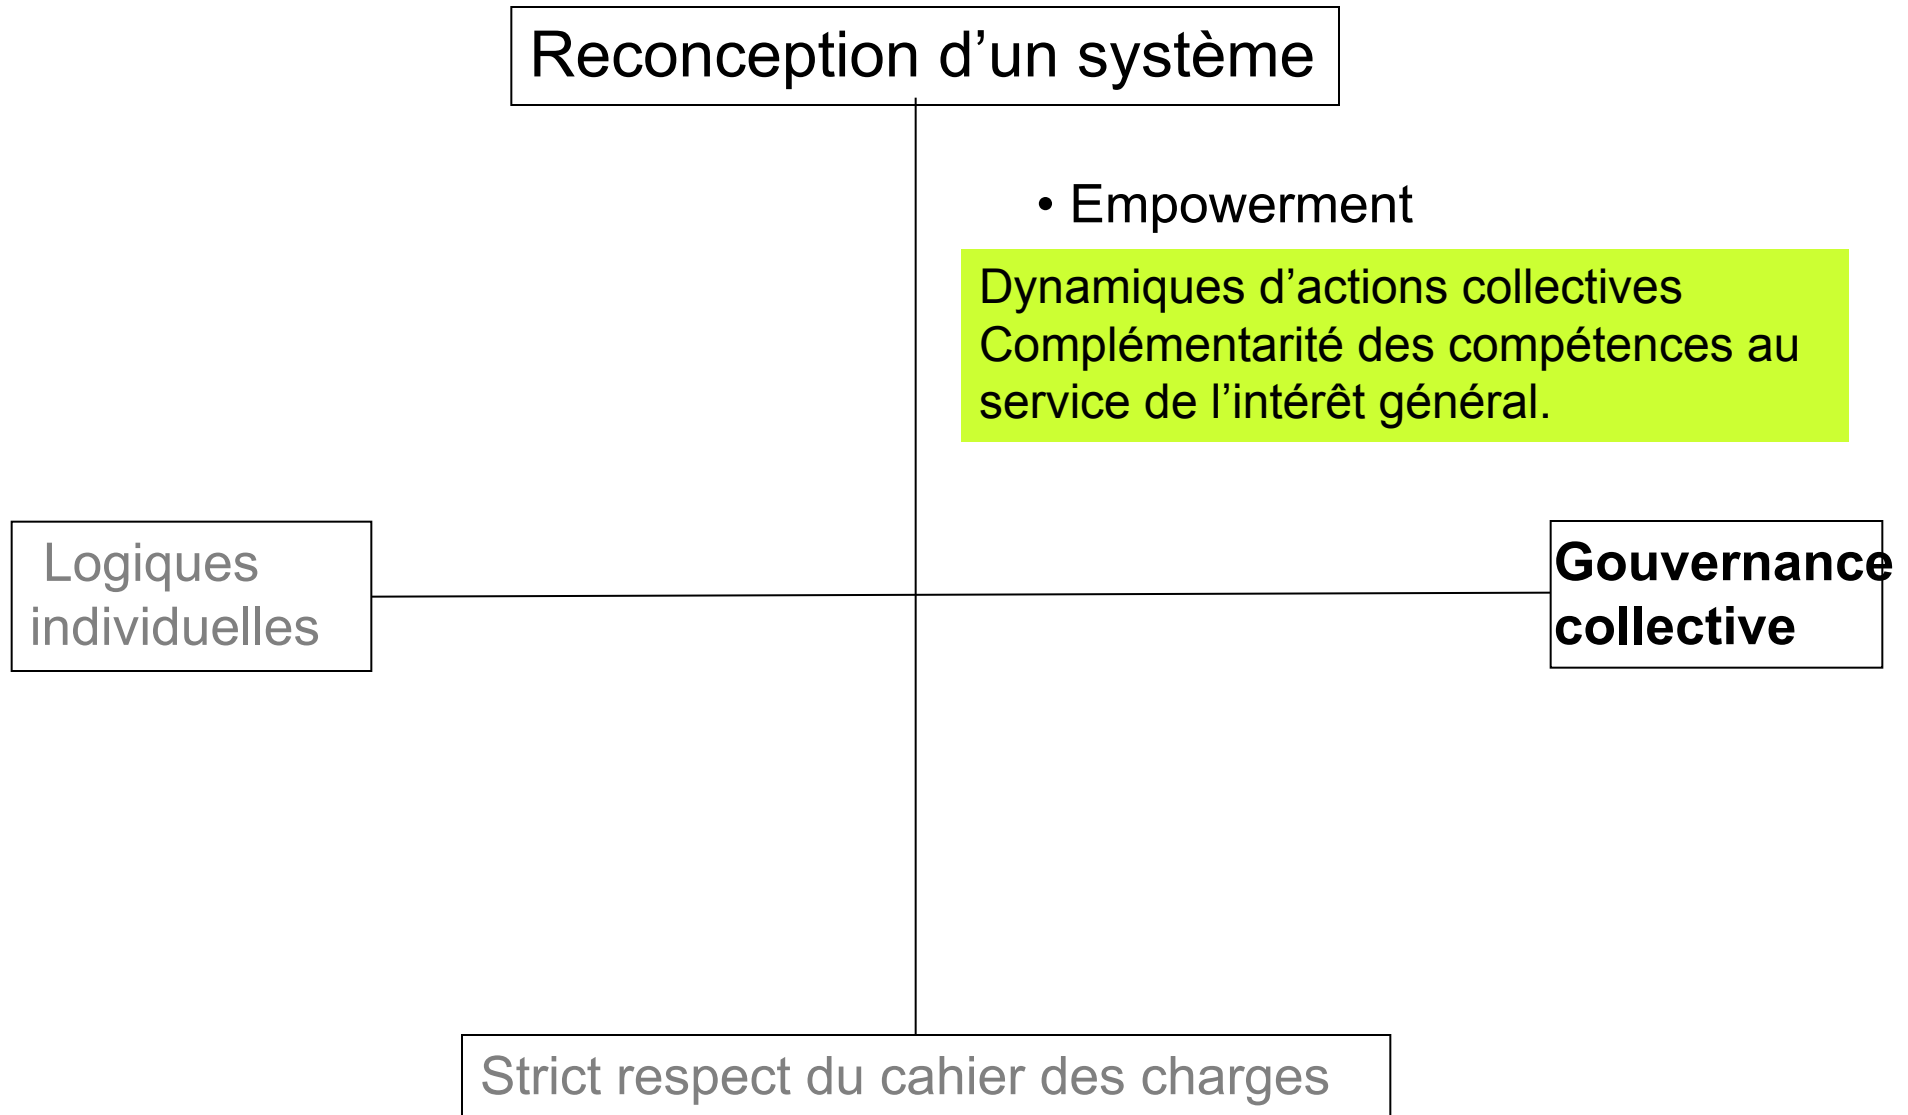 Reconception d’un système
• Empowerment
Dynamiques d’actions collectives
Complémentarité des compétences au
service de l’intérêt général.
Logiques
individuelles
Gouvernance
collective
Strict respect du cahier des charges